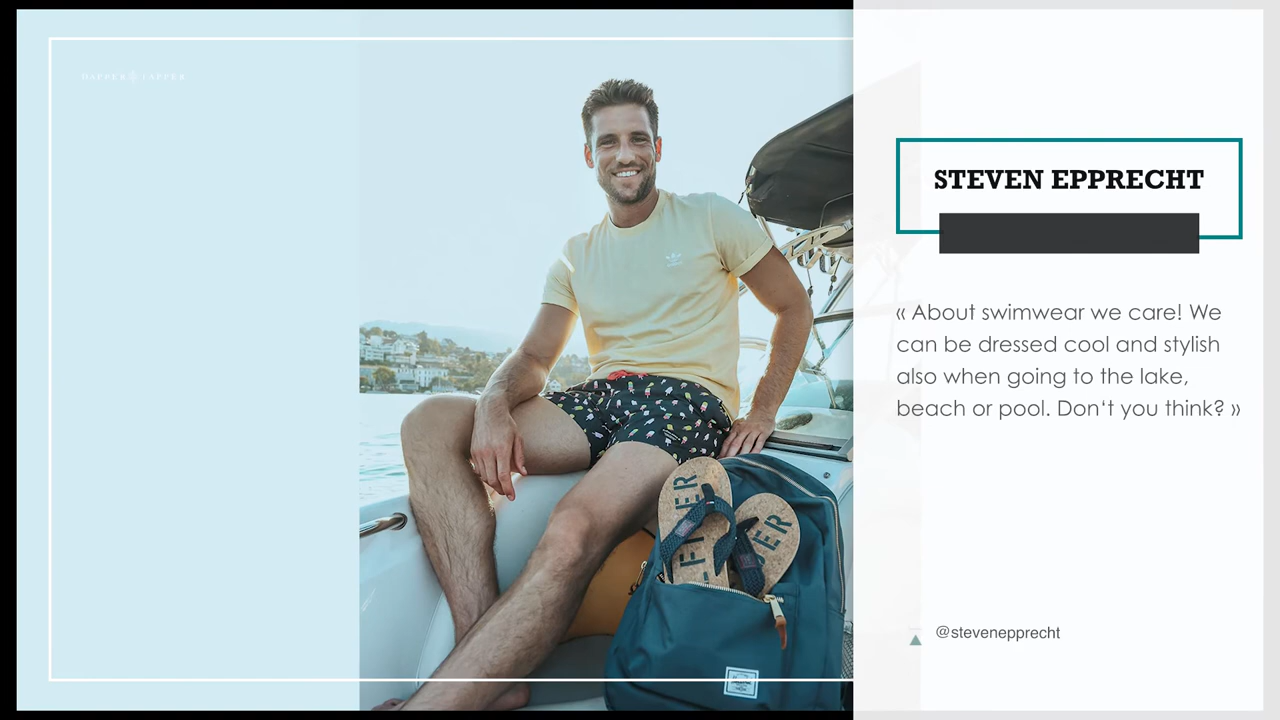 STEVEN EPPRECHT
« About swimwear we care! We
can be dressed cool and stylish
also when going to the lake,
beach or pool. Don‘t you think? »
@stevenepprecht